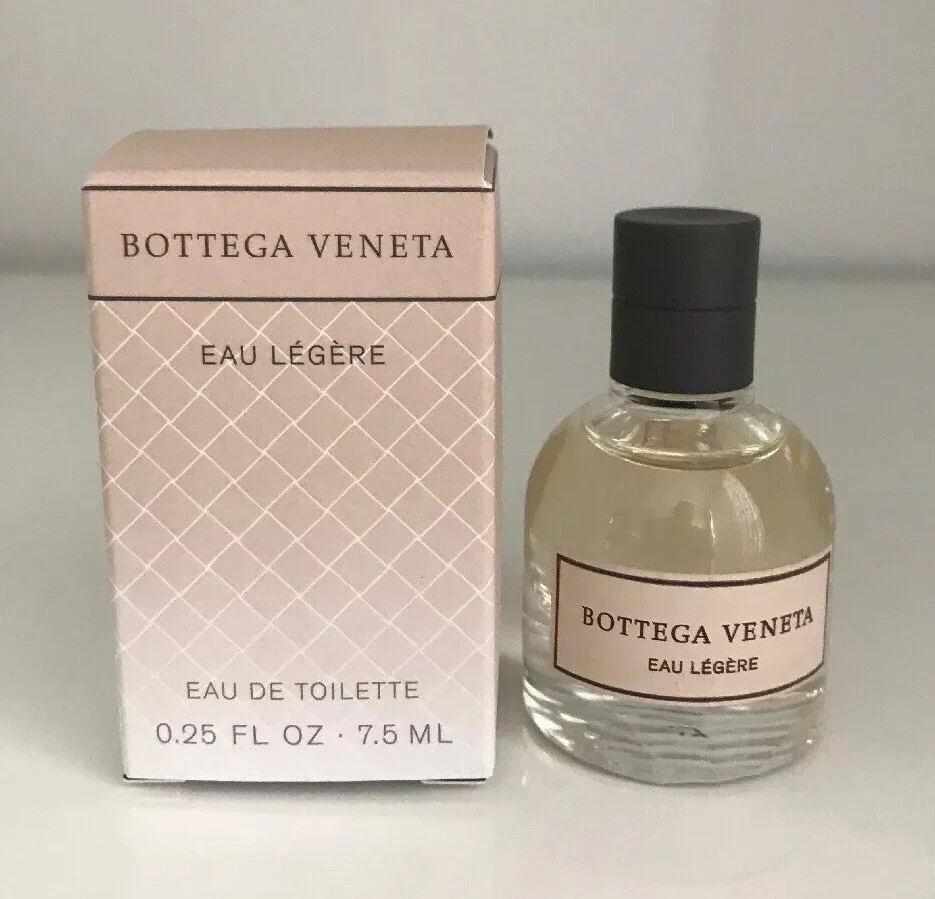 BOTTEGA VENETA
EAU LÉGÈRE
EAU DE TOILETTE
0.25 FL OZ · 7.5 ML
BOTTEGA VENETA
EAU LÉGÈRE